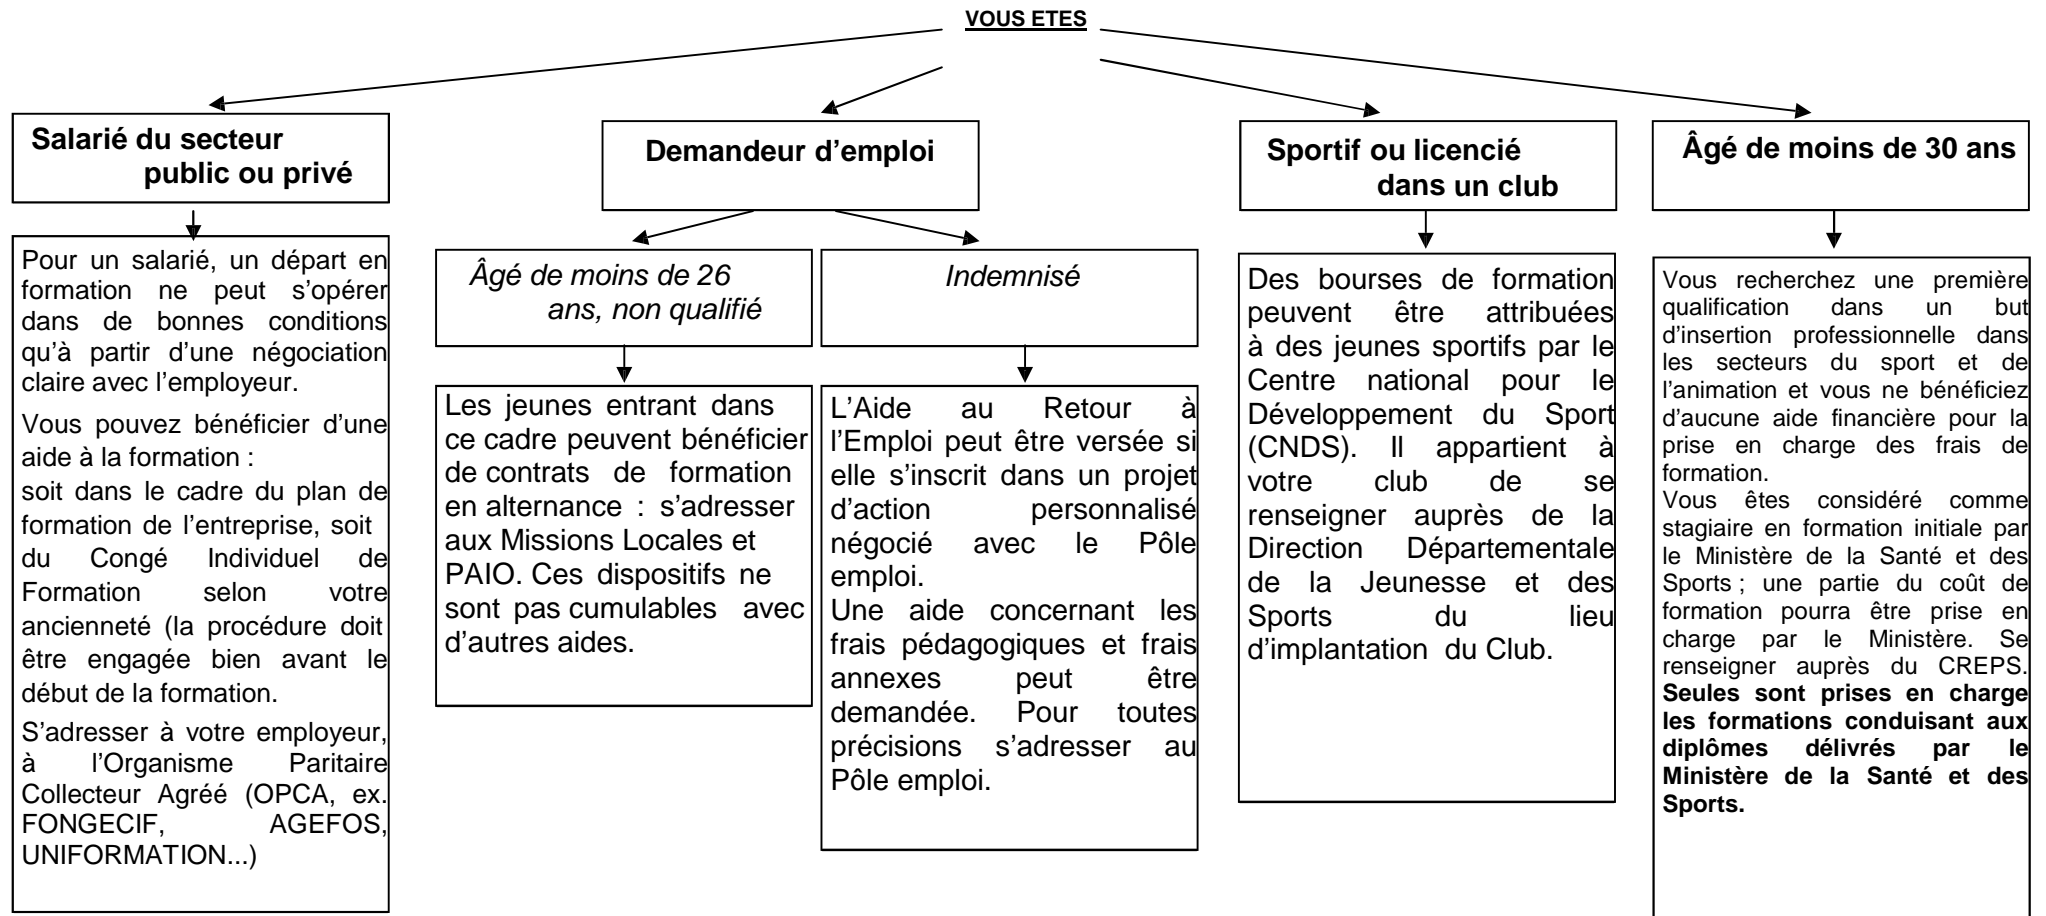 VOUS ETES
Salarié du secteur
public ou privé
Pour un salarié, un départ en
formation ne peut s’opérer
dans de bonnes conditions
qu’à partir d’une négociation
claire avec l’employeur.
Vous pouvez bénéficier d’une
aide à la formation :
soit dans le cadre du plan de
formation de l’entreprise, soit
du Congé Individuel de
Formation selon votre
ancienneté (la procédure doit
être engagée bien avant le
début de la formation.
S’adresser à votre employeur,
à l’Organisme Paritaire
Collecteur Agréé (OPCA, ex.
FONGECIF, AGEFOS,
UNIFORMATION...)
Demandeur d’emploi
Âgé de moins de 26
ans, non qualifié
Les jeunes entrant dans
ce cadre peuvent bénéficier
de contrats de formation
en alternance : s’adresser
aux Missions Locales et
PAIO. Ces dispositifs ne
sont pas cumulables avec
d’autres aides.
Indemnisé
L’Aide au Retour à
l’Emploi peut être versée si
elle s’inscrit dans un projet
d’action personnalisé
négocié avec le Pôle
emploi.
Une aide concernant les
frais pédagogiques et frais
annexes peut être
demandée. Pour toutes
précisions s’adresser au
Pôle emploi.
Sportif ou licencié
dans un club
Des bourses de formation
peuvent être attribuées
à des jeunes sportifs par le
Centre national pour le
Développement du Sport
(CNDS). Il appartient à
votre club de se
renseigner auprès de la
Direction Départementale
de la Jeunesse et des
Sports du lieu
d’implantation du Club.
Âgé de moins de 30 ans
Vous recherchez une première
qualification dans un but
d’insertion professionnelle dans
les secteurs du sport et de
l’animation et vous ne bénéficiez
d’aucune aide financière pour la
prise en charge des frais de
formation.
Vous êtes considéré comme
stagiaire en formation initiale par
le Ministère de la Santé et des
Sports ; une partie du coût de
formation pourra être prise en
charge par le Ministère. Se
renseigner auprès du CREPS.
Seules sont prises en charge
les formations conduisant aux
diplômes délivrés par le
Ministère de la Santé et des
Sports.